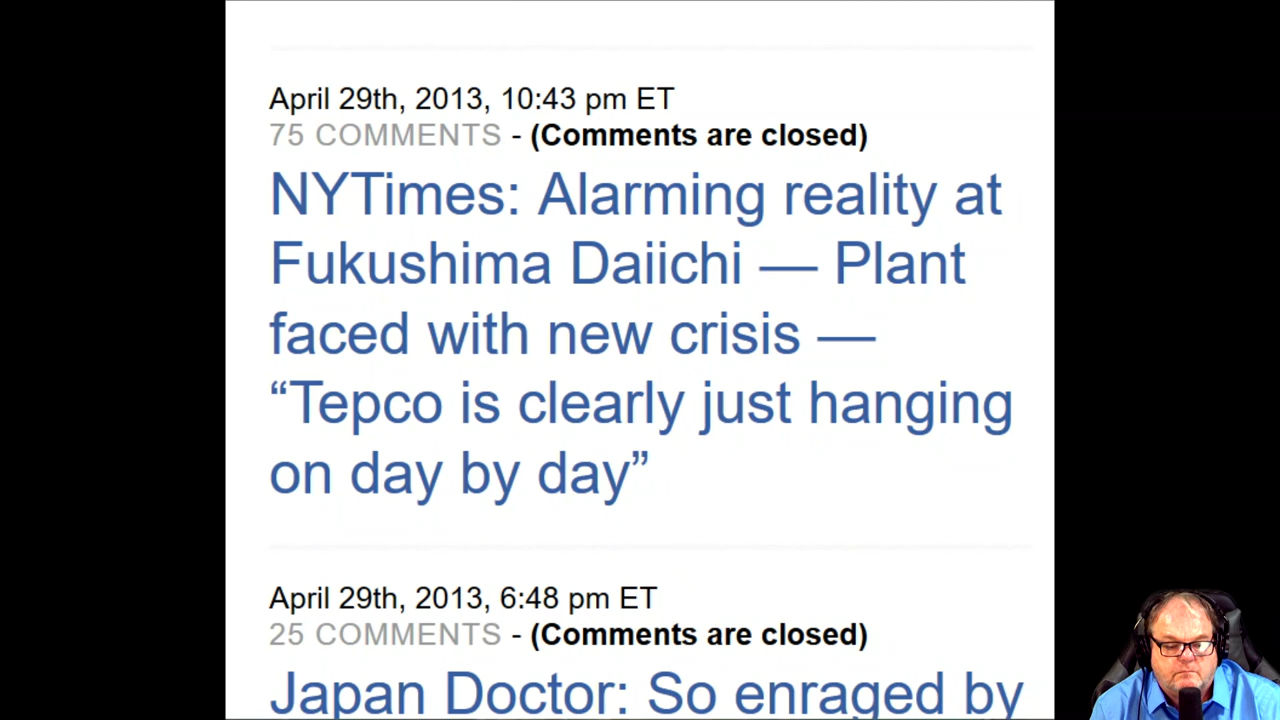 April 29th, 2013, 10:43 pm ET
75 COMMENTS - (Comments are closed)
NYTimes: Alarming reality at
Fukushima Daiichi — Plant
faced with new crisis —
“Tepco is clearly just hanging
on day by day”
April 29th, 2013, 6:48 pm ET
25 COMMENTS - (Comments are closed)
Japan Doctor: So enraged by